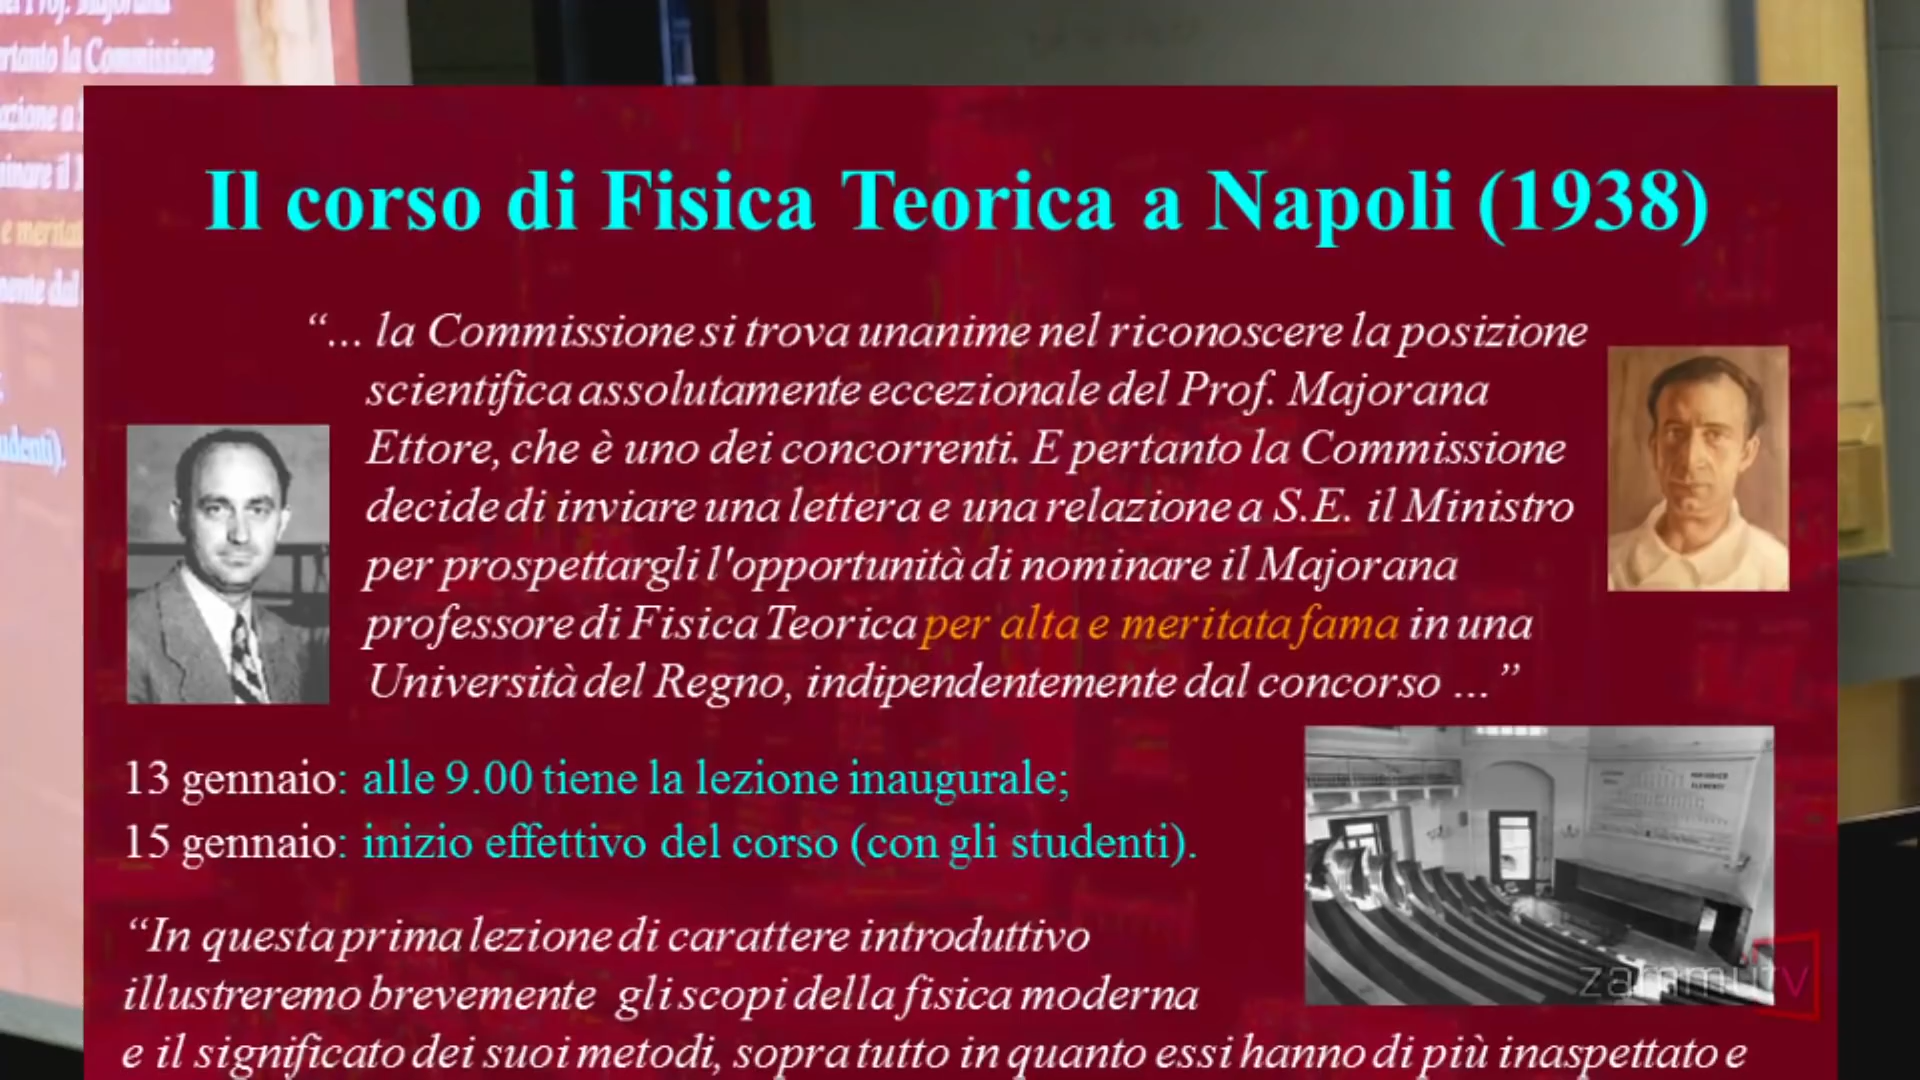 Il corso di Fisica Teorica a Napoli (1938)
“... la Commissione si trova unanime nel riconoscere la posizione
scientifica assolutamente eccezionale del Prof. Majorana
Ettore, che è uno dei concorrenti. E pertanto la Commissione
decide di inviare una lettera e una relazione a S.E. il Ministro
per prospettargli l'opportunità di nominare il Majorana
professore di Fisica Teorica per alta e meritata fama in una
Università del Regno, indipendentemente dal concorso ...”
13 gennaio: alle 9.00 tiene la lezione inaugurale;
15 gennaio: inizio effettivo del corso (con gli studenti).
“In questa prima lezione di carattere introduttivo
illustreremo brevemente gli scopi della fisica moderna
e il significato dei suoi metodi, sopratutto in quanto essi hanno di più inaspettato e
zammù TV